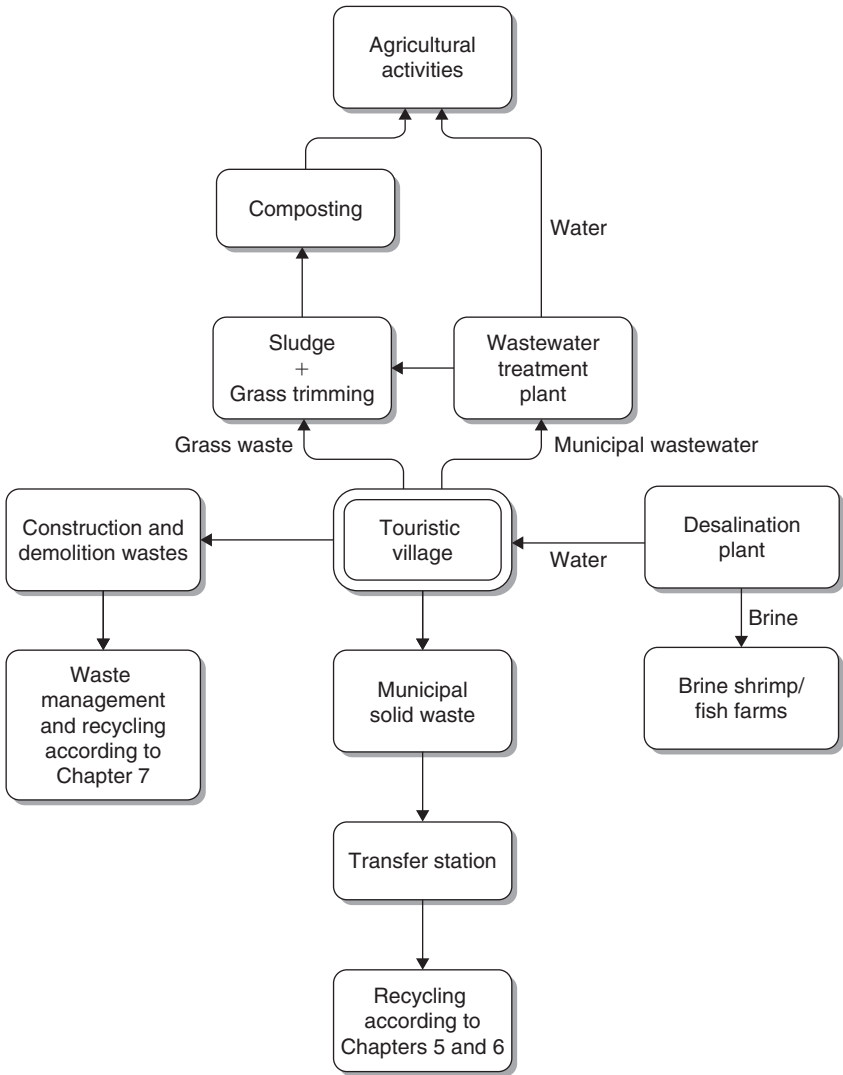 Agricultural
activities
Composting
Water
Sludge
+
Grass trimming
Wastewater
treatment
plant
Grass waste
Municipal wastewater
Construction and
demolition wastes
Touristic
village
Water
Desalination
plant
Brine
Waste
management
and recycling
according to
Chapter 7
Municipal
solid waste
Brine shrimp/
fish farms
Transfer station
Recycling
according to
Chapters 5 and 6